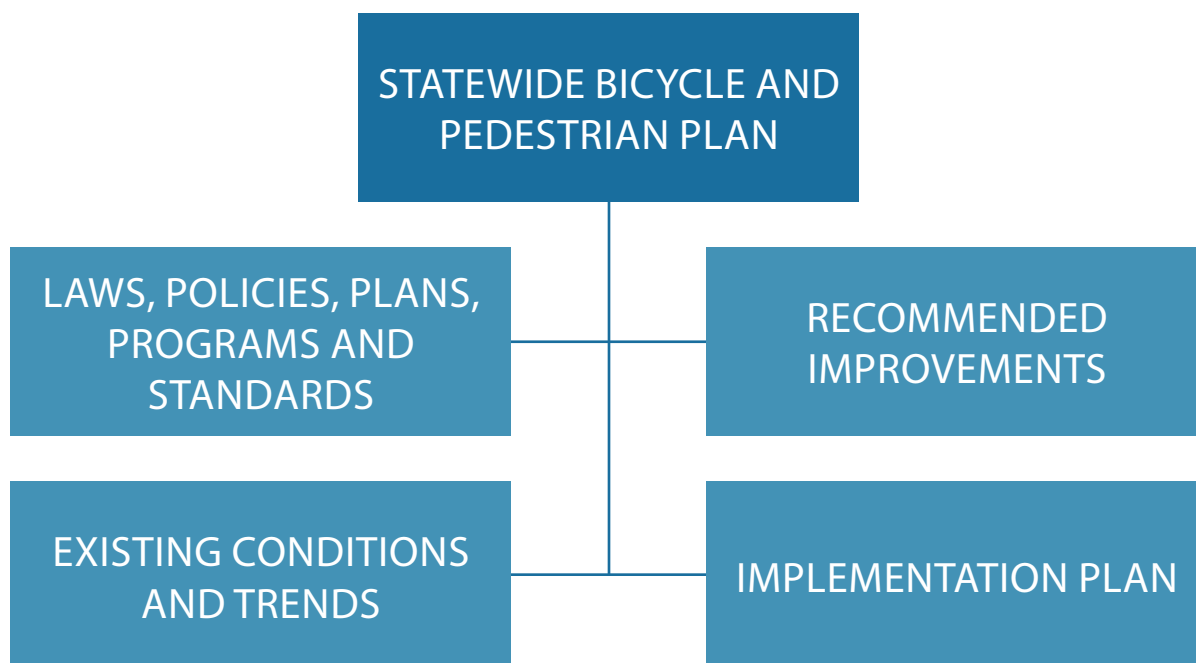 STATEWIDE BICYCLE AND
PEDESTRIAN PLAN
LAWS, POLICIES, PLANS,
PROGRAMS AND
STANDARDS
RECOMMENDED
IMPROVEMENTS
EXISTING CONDITIONS
AND TRENDS
IMPLEMENTATION PLAN